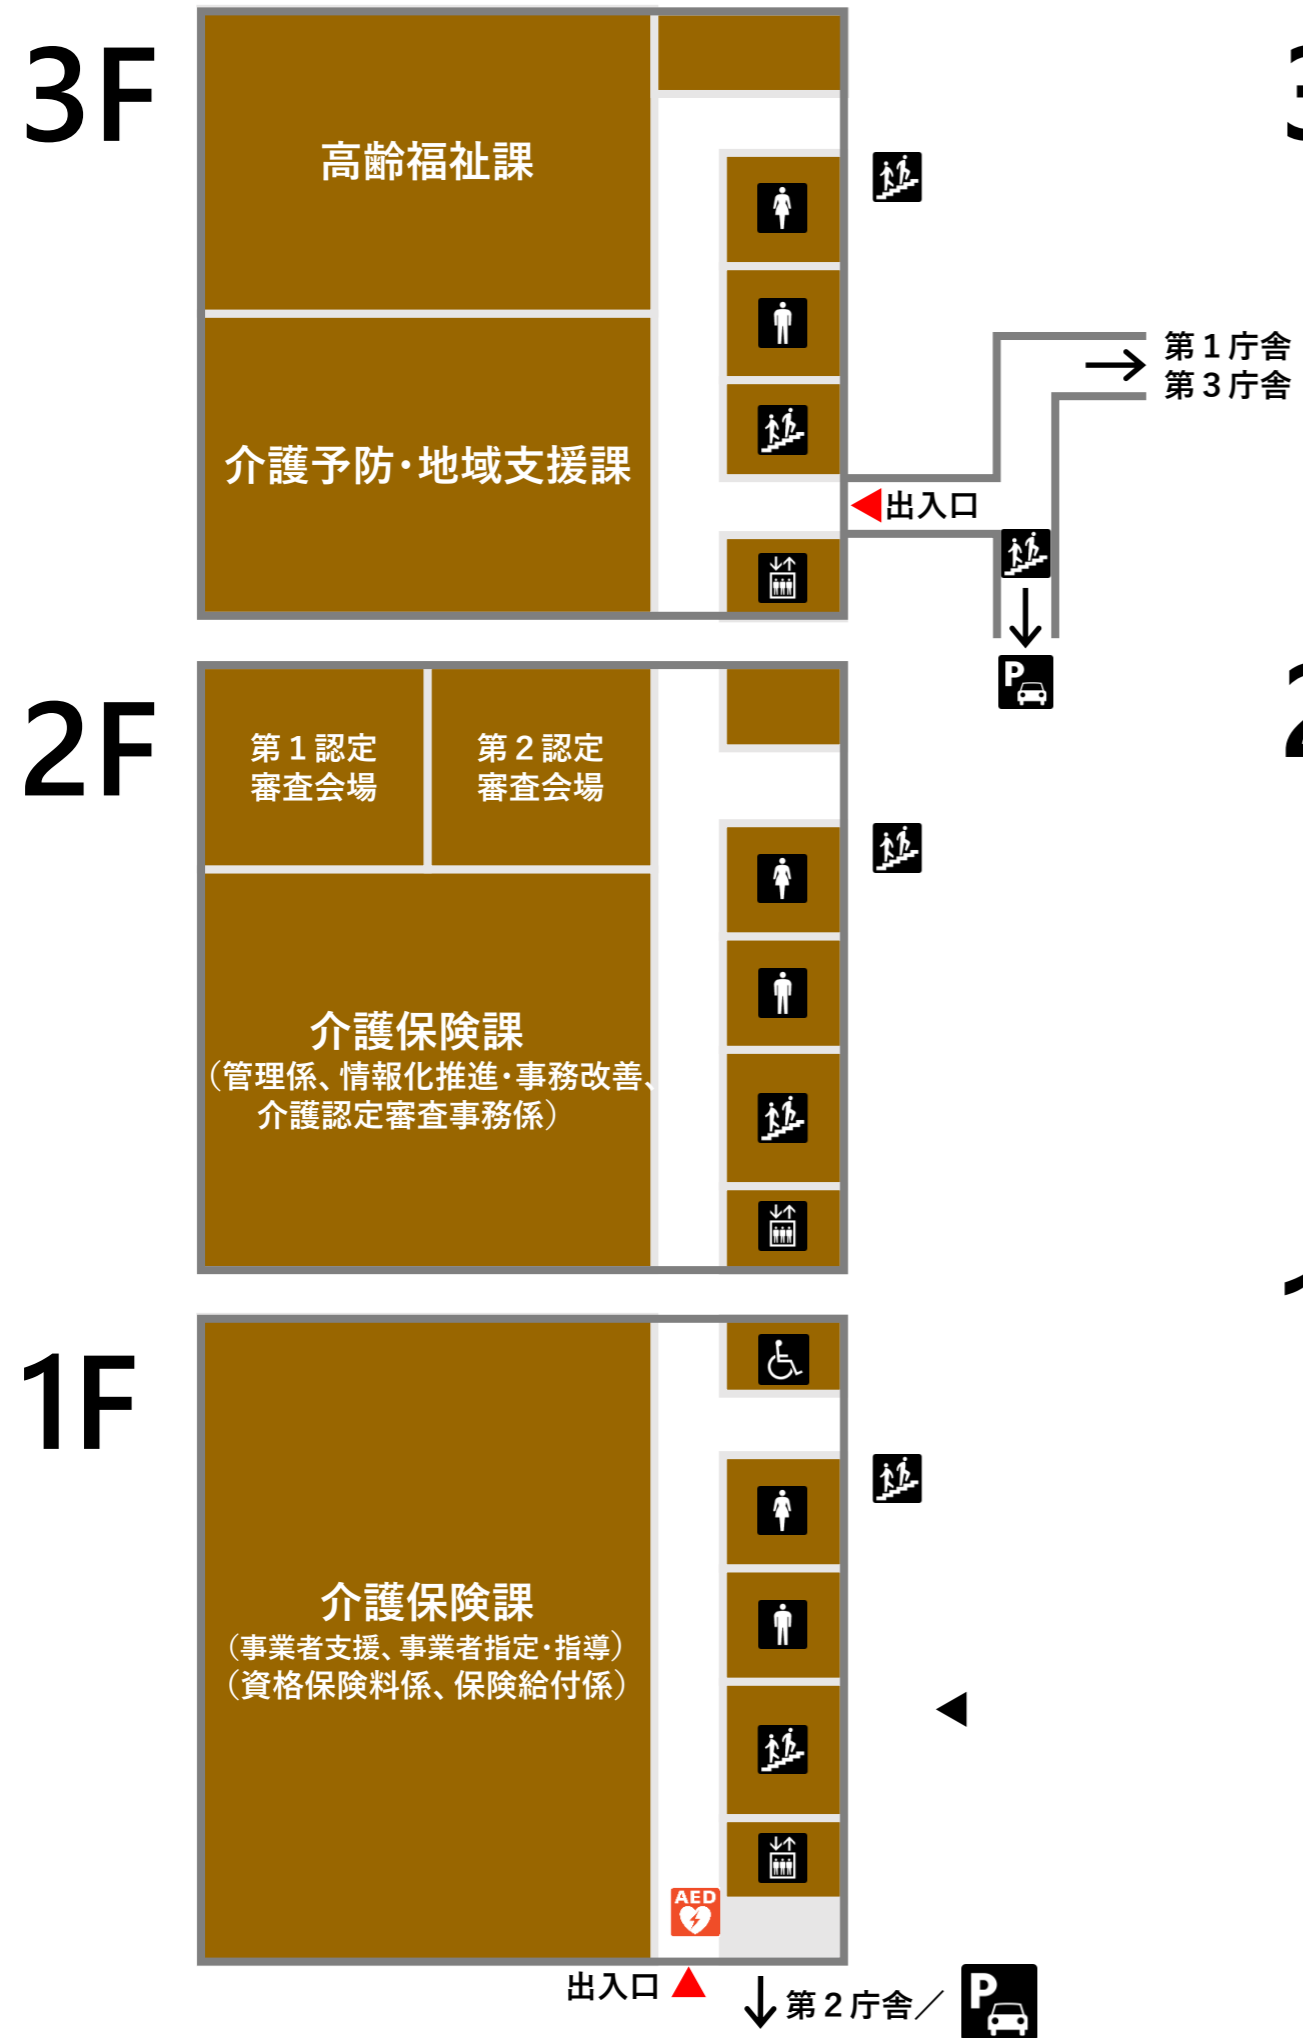 3F
高齢福祉課
第1庁舎
第3庁舎
介護予防・地域支援課
出入口
P
2F
第1認定
審査会場
第2認定
審査会場
介護保険課
（管理係、情報化推進・事務改善、
介護認定審査事務係）
1F
介護保険課
（事業者支援、事業者指定・指導）
（資格保険料係、保険給付係）
AED
出入口
第2庁舎／
P